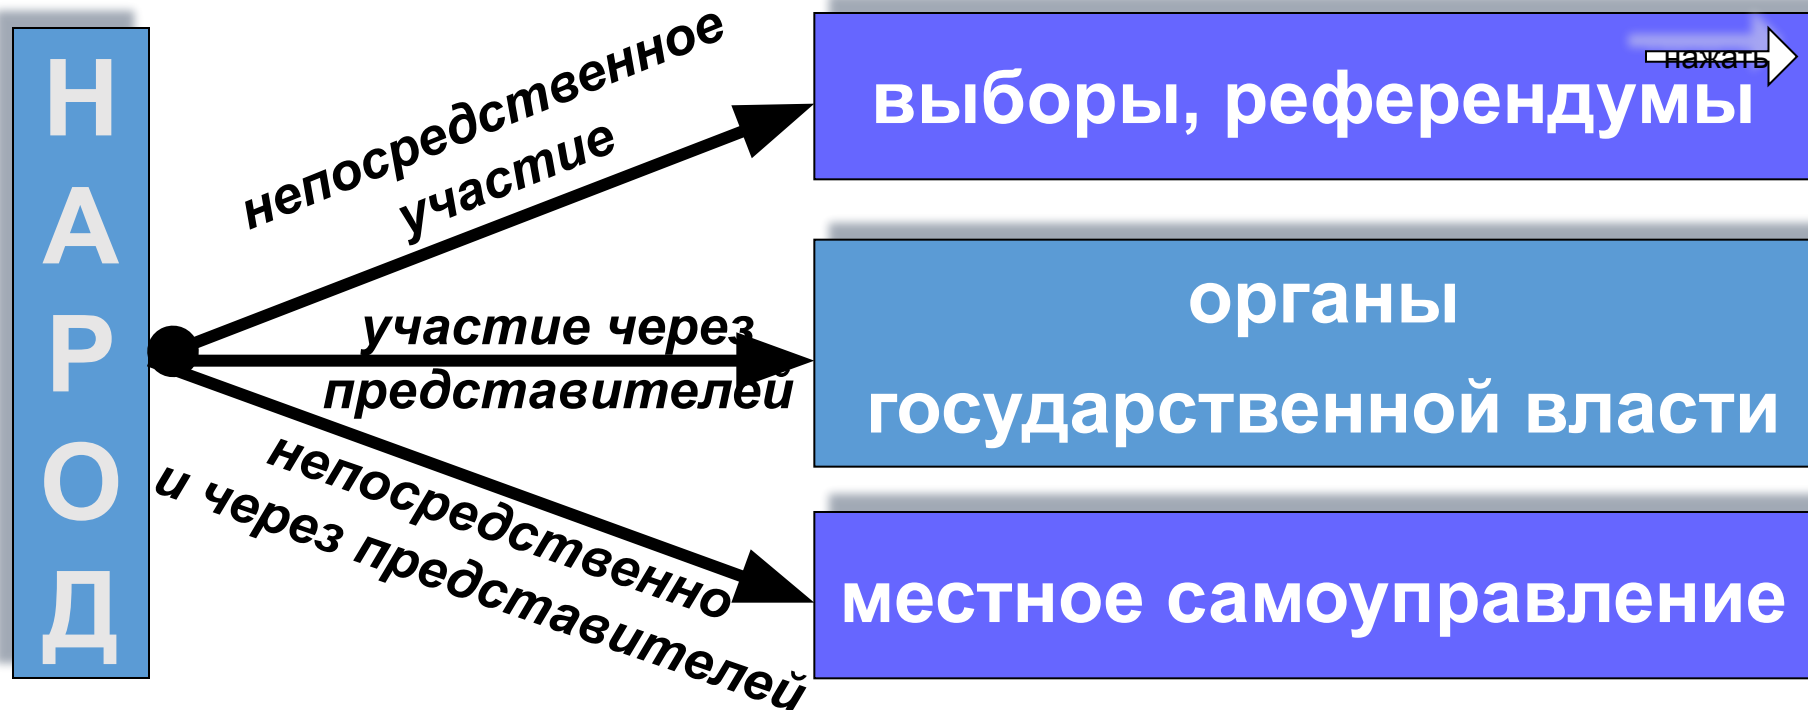 Н
А
Р
О
Д
непосредственное
участие
выборы, референдумы
нажать
участие через
представителей
органы
государственной власти
непосредственно
и через представителей
местное самоуправление